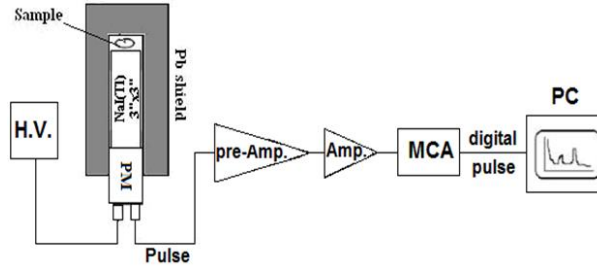 Sample
Pb shield
NaI(Tl)
3"x3"
PM
H.V.
Pulse
pre-Amp.
Amp.
MCA
digital
pulse
PC